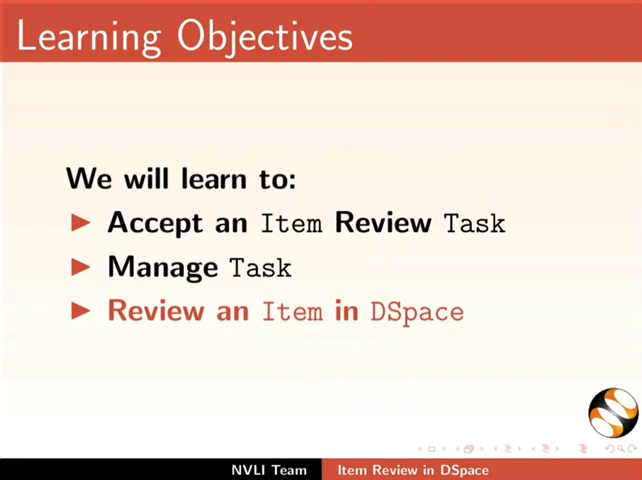 Learning Objectives
We will learn to:
Accept an Item Review Task
Manage Task
Review an Item in DSpace
NVLI Team Item Review in DSpace